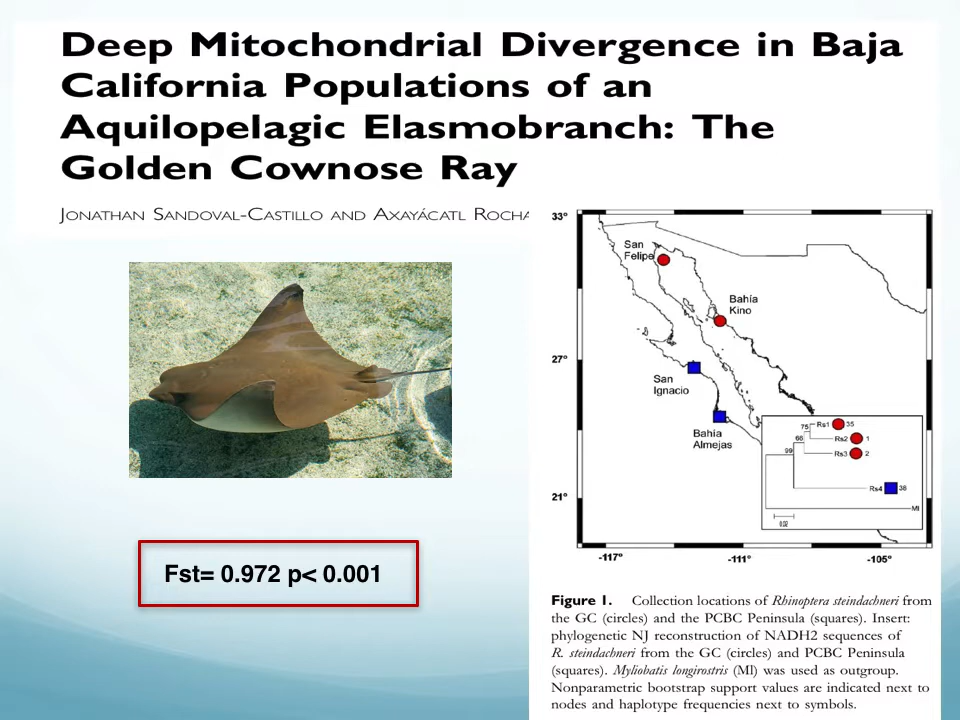 Deep Mitochondrial Divergence in Baja
California Populations of an
Aquilopelagic Elasmobranch: The
Golden Cownose Ray
JONATHAN SANDOVAL-CASTILLO AND AXAYÁCATL ROCHA
33°
San
Felipe
Bahía
Kino
27°
San
Ignacio
Bahía
Almejas
21°
-117°
-111°
-105°
75
Rs1 35
66
Rs2 1
99
Rs3 2
Rs4 38
Ml
0.02
Fst= 0.972 p< 0.001
Figure 1. Collection locations of Rhinoptera steindachneri from
the GC (circles) and the PCBC Peninsula (squares). Insert:
phylogenetic NJ reconstruction of NADH2 sequences of
R. steindachneri from the GC (circles) and PCBC Peninsula
(squares). Myliobatis longirostris (Ml) was used as outgroup.
Nonparametric bootstrap support values are indicated next to
nodes and haplotype frequencies next to symbols.